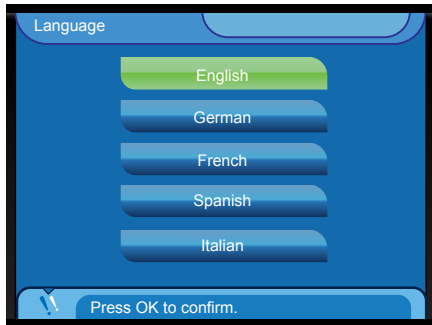 Language
English
German
French
Spanish
Italian
Press OK to confirm.